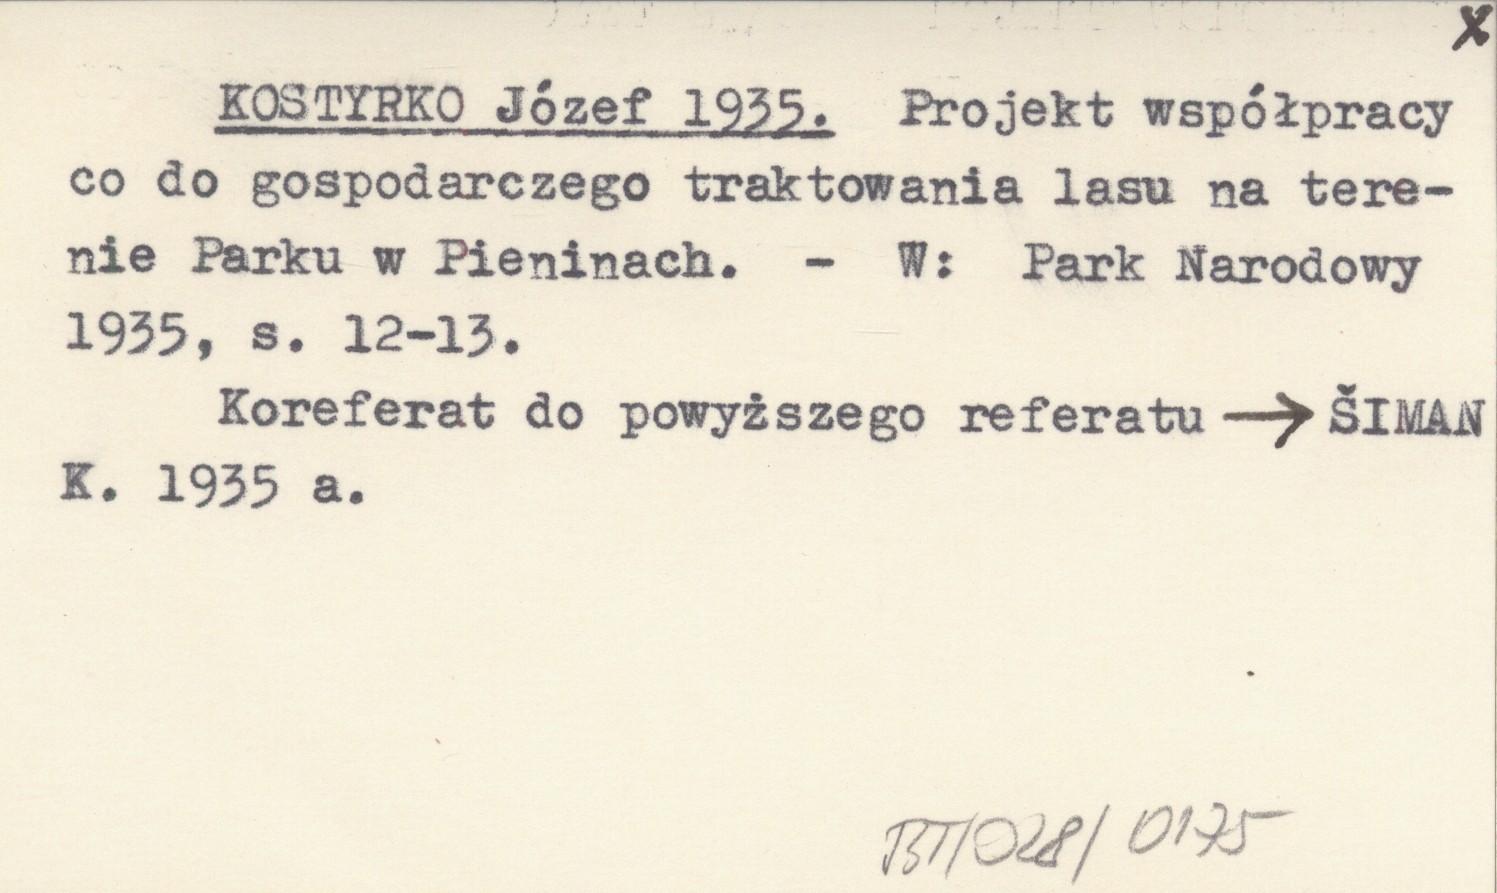 x
KOSTYRKO Józef 1935. Projekt współpracy
co do gospodarczego traktowania lasu na tere-
nie Parku w Pieninach. - W: Park Narodowy
1935, s. 12-13.
Koreferat do powyższego referatu → ŠIMAN
K. 1935 a.
BT/028/0175